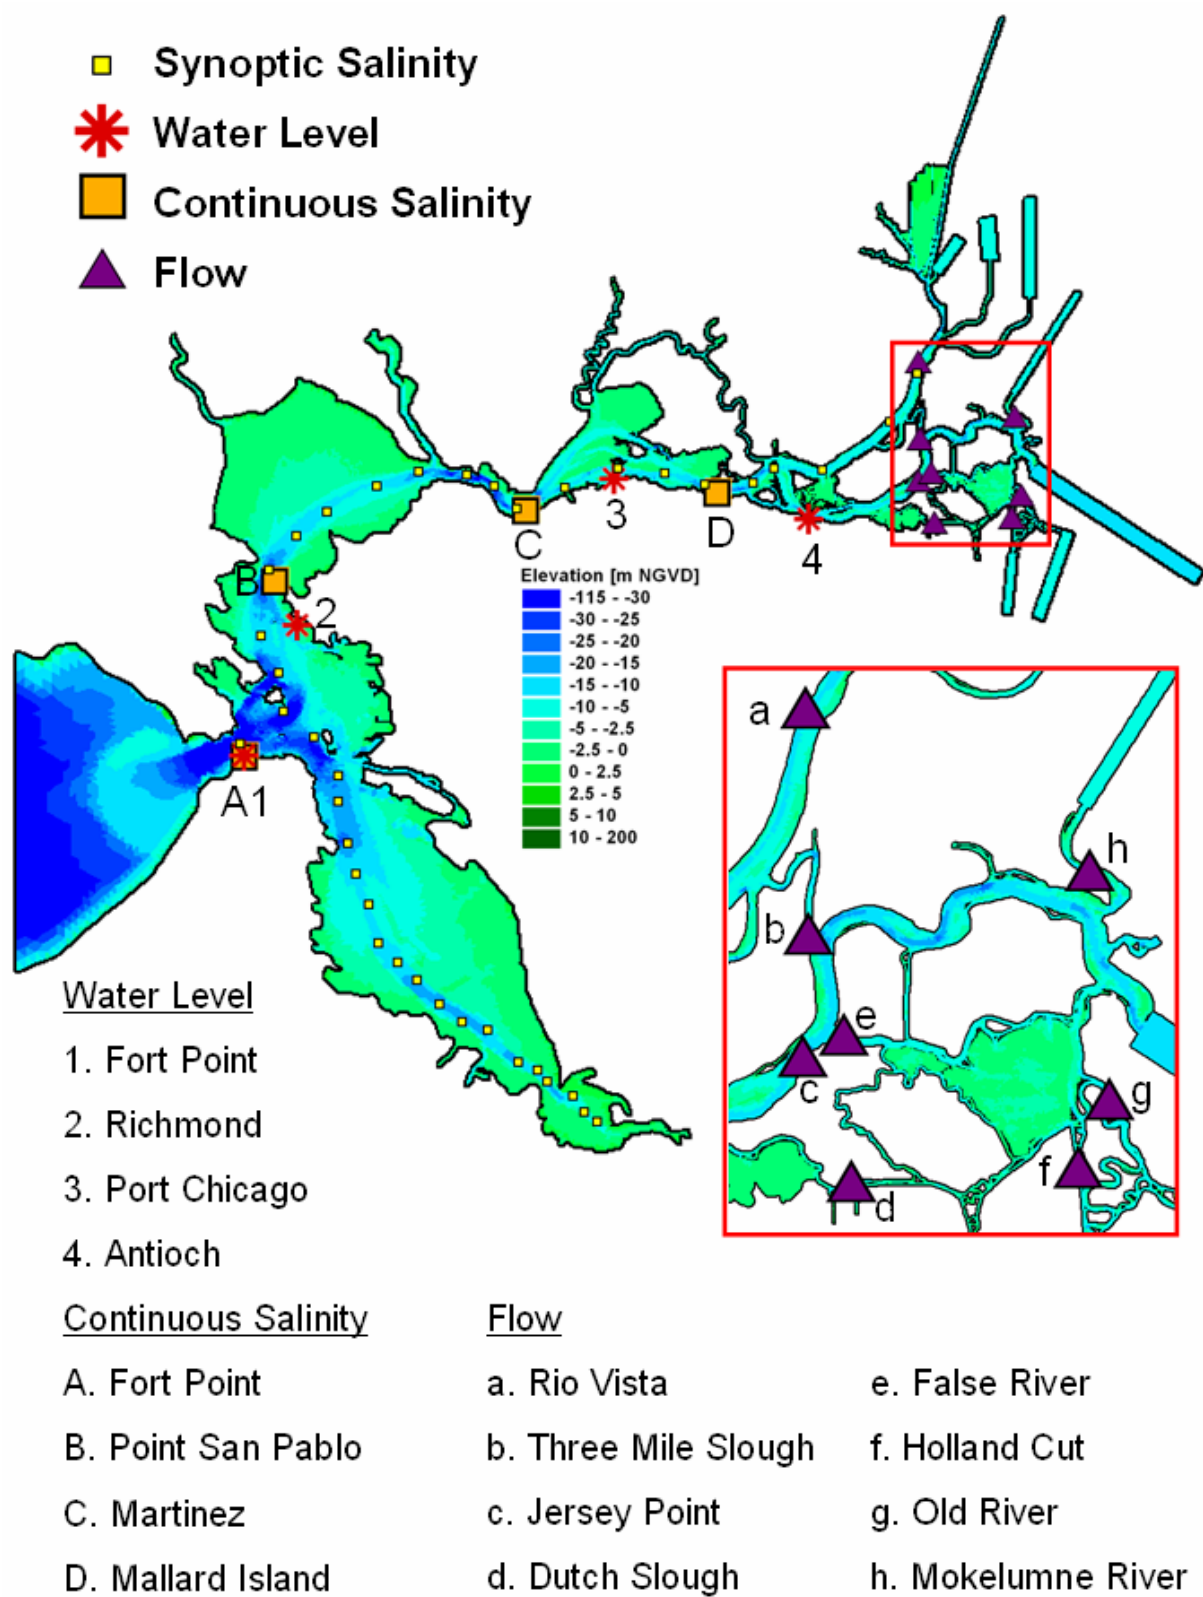 Synoptic Salinity
Water Level
Continuous Salinity
Flow
B
2
A1
C
3
D
4
Elevation [m NGVD]
-115 - -30
-30 - -25
-25 - -20
-20 - -15
-15 - -10
-10 - -5
-5 - -2.5
-2.5 - 0
0 - 2.5
2.5 - 5
5 - 10
10 - 200
a
h
b
e
c
g
f
d
Water Level
1. Fort Point
2. Richmond
3. Port Chicago
4. Antioch
Continuous Salinity
A. Fort Point
B. Point San Pablo
C. Martinez
D. Mallard Island
Flow
a. Rio Vista
b. Three Mile Slough
c. Jersey Point
d. Dutch Slough
e. False River
f. Holland Cut
g. Old River
h. Mokelumne River